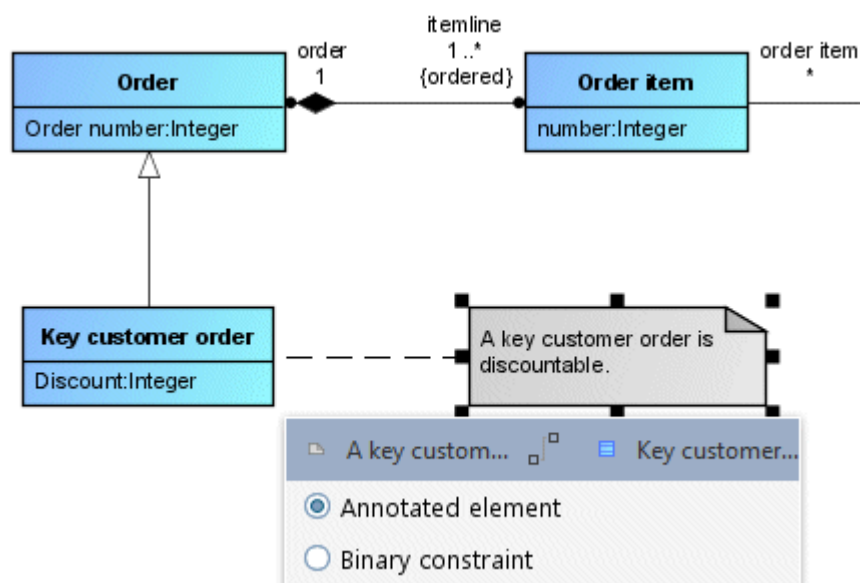 itemline
order
1 ..*
order item
1
{ordered}
*
Order
Order item
Order number:Integer
number:Integer
Key customer order
A key customer order is
discountable.
Discount:Integer
A key custom... Key customer...
Annotated element
Binary constraint